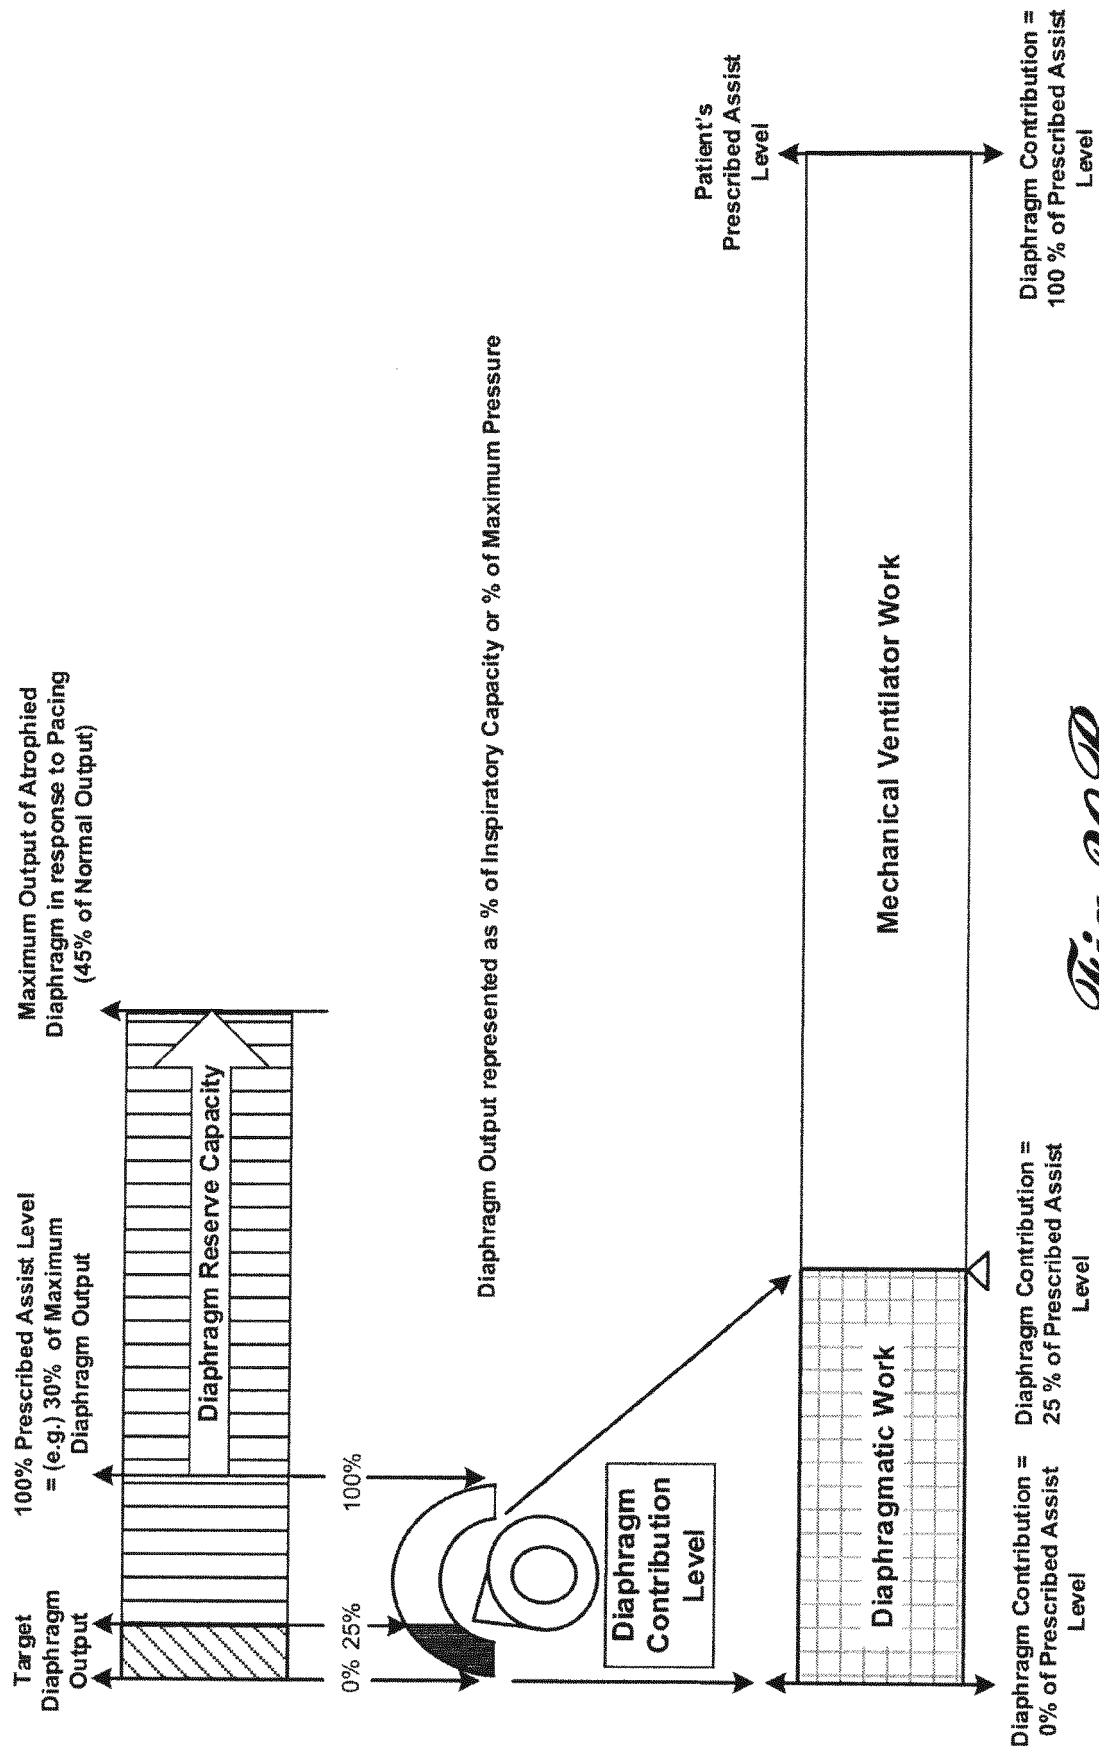 Target
Diaphragm
Output
100% Prescribed Assist Level
= (e.g.) 30% of Maximum
Diaphragm Output
Maximum Output of Atrophied
Diaphragm in response to Pacing
(45% of Normal Output)
Diaphragm Reserve Capacity
0% 25%
100%
Diaphragm Output represented as % of Inspiratory Capacity or % of Maximum Pressure
Diaphragm
Contribution
Level
Patient's
Prescribed Assist
Level
Diaphragmatic Work
Mechanical Ventilator Work
Diaphragm Contribution =
0% of Prescribed Assist
Level
Diaphragm Contribution =
25 % of Prescribed Assist
Level
Diaphragm Contribution =
100 % of Prescribed Assist
Level